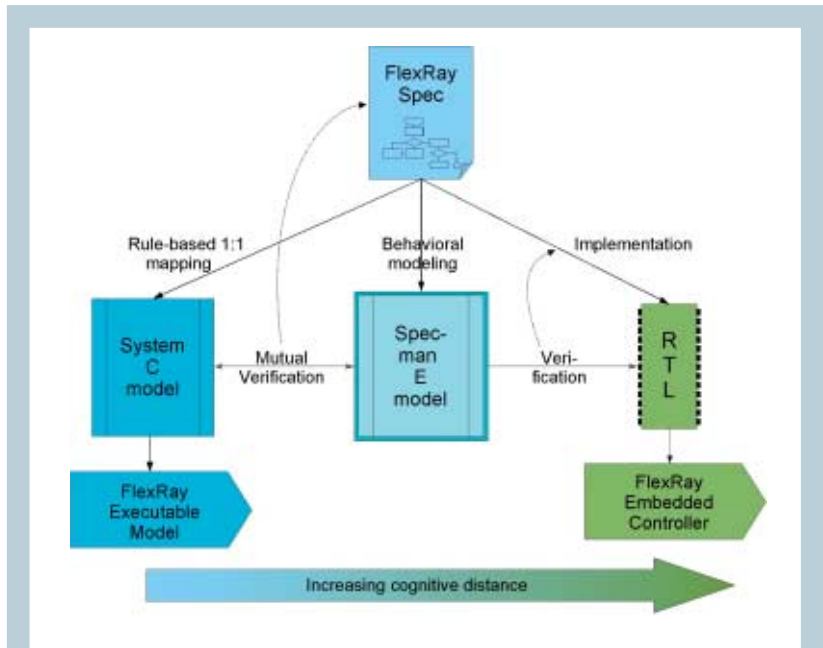 FlexRay
Spec
Rule-based 1:1
mapping
Behavioral
modeling
Implementation
System
C
model
Mutual
Verification
Spec-
man
E
model
Veri-
fication
R
T
L
FlexRay
Executable
Model
FlexRay
Embedded
Controller
Increasing cognitive distance